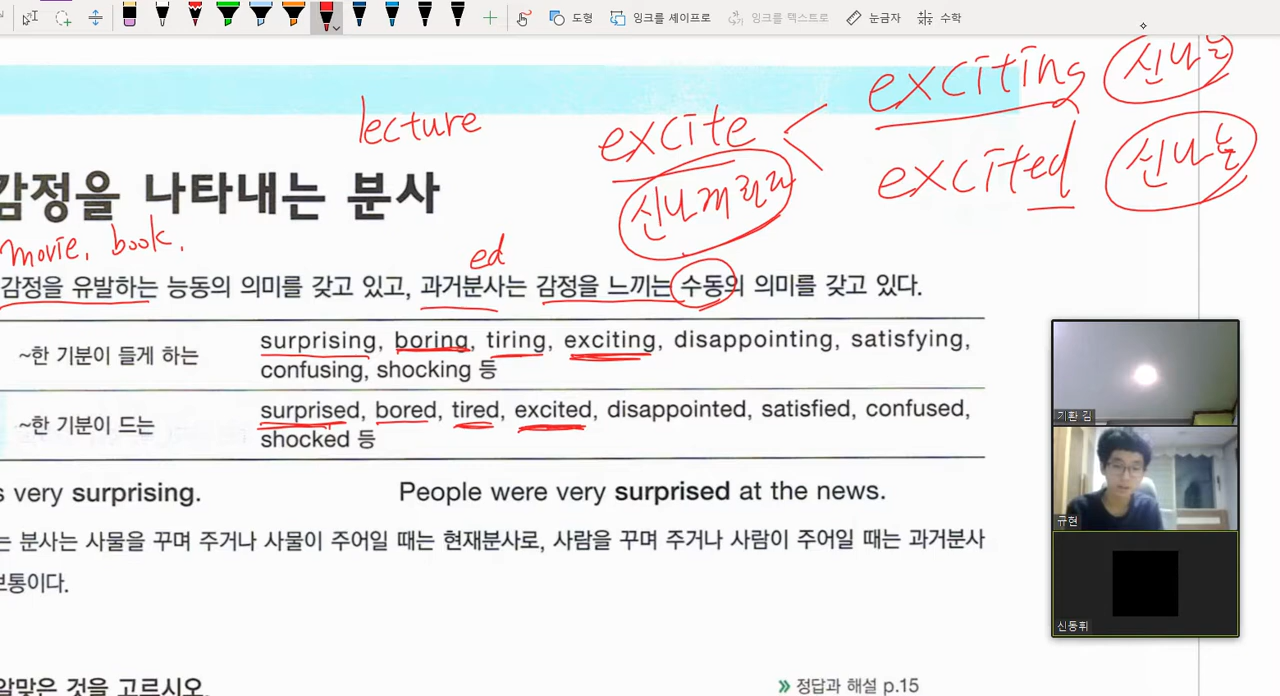 도형 잉크를 셰이프로 잉크를 텍스트로 눈금자 수학
exciting 신나는
lecture
excite
excited 신나는
신나게 하다
감정을 나타내는 분사
movie, book,
ed
감정을 유발하는 능동의 의미를 갖고 있고, 과거분사는 감정을 느끼는 수동의 의미를 갖고 있다.
~한 기분이 들게 하는
surprising, boring, tiring, exciting, disappointing, satisfying,
confusing, shocking 등
~한 기분이 드는
surprised, bored, tired, excited, disappointed, satisfied, confused,
shocked 등
s very surprising.
People were very surprised at the news.
는 분사는 사물을 꾸며 주거나 사물이 주어일 때는 현재분사로, 사람을 꾸며 주거나 사람이 주어일 때는 과거분사
보통이다.
알맞은 것을 고르시오.
» 정답과 해설 p.15
기환 김
규현
신동휘